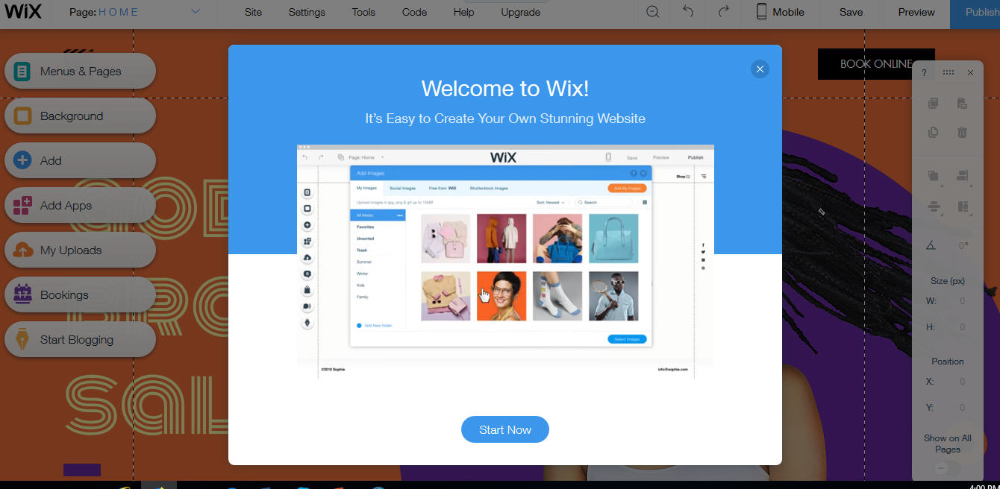 WiX
Page: HOME
Site
Settings
Tools
Code
Help
Upgrade
Mobile
Save
Preview
Publish
Menus & Pages
Background
Add
Add Apps
My Uploads
17
Bookings
Start Blogging
BOOK ONLINE
Welcome to Wix!
It's Easy to Create Your Own Stunning Website
Page: Home
WiX
Save
Preview
Publish
Add Images
Shop
My Images
Social Images
Free from WiX
Shutterstock Images
Add My Images
Upload images in jpg, png & gif up to 15MB
Sort: Newest
Search
All Media
Favorites
Unsorted
Trash
Summer
Winter
Kids
Family
Add New folder
Select Images
©2018 Sophie
info@sophie.com
Start Now
?
0°
Size (px)
W: 0
H: 0
Position
X: 0
Y: 0
Show on All
Pages
4:00 PM